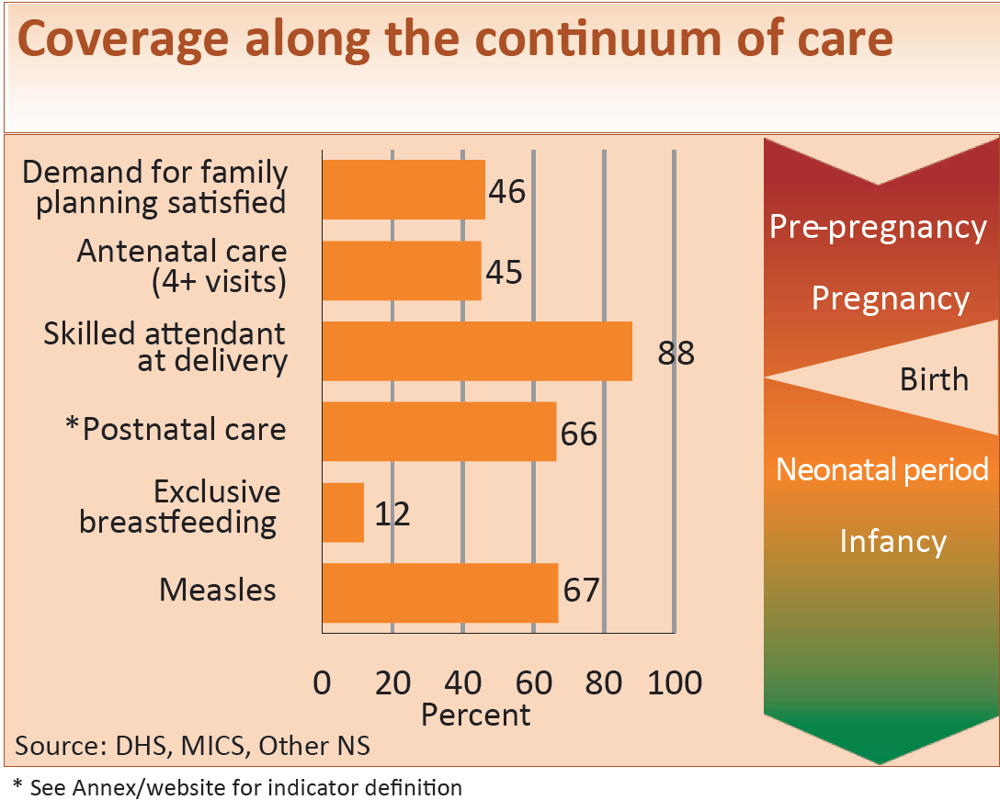 Coverage along the continuum of care
Demand for family
planning satisfied
46
Antenatal care
(4+ visits)
45
Skilled attendant
at delivery
88
*Postnatal care
66
Exclusive
breastfeeding
12
Measles
67
0 20 40 60 80 100
Percent
Pre-pregnancy
Pregnancy
Birth
Neonatal period
Infancy
Source: DHS, MICS, Other NS
* See Annex/website for indicator definition